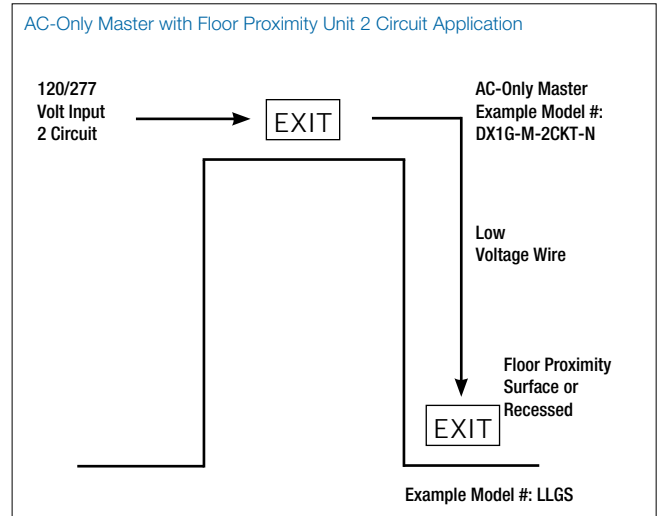 AC-Only Master with Floor Proximity Unit 2 Circuit Application
120/277
Volt Input
2 Circuit
EXIT
AC-Only Master
Example Model #:
DX1G-M-2CKT-N
Low
Voltage Wire
Floor Proximity
Surface or
Recessed
EXIT
Example Model #: LLGS